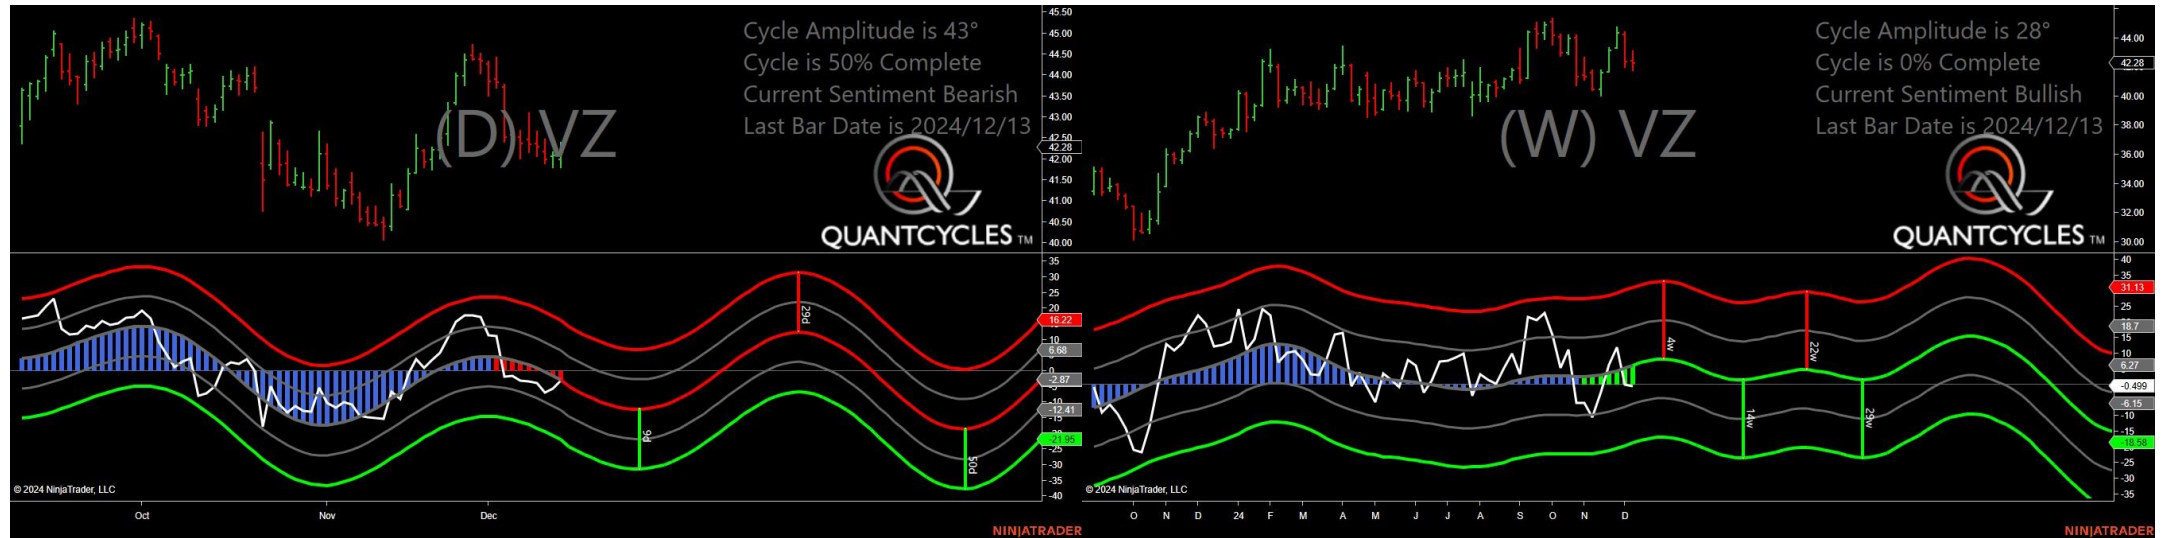 Cycle Amplitude is 43°
Cycle is 50% Complete
Current Sentiment Bearish
Last Bar Date is 2024/12/13
(D) VZ
QUANTCYCLES TM
45.50
45.00
44.50
44.00
43.50
43.00
42.50
42.28
42.00
41.50
41.00
40.50
40.00
35
30
25
20
16.22
10
6.68
0
-2.87
-12.41
-15
-21.95
-25
-30
-35
-40
9d
29d
50d
© 2024 NinjaTrader, LLC
Oct Nov Dec
NINJATRADER
Cycle Amplitude is 28°
Cycle is 0% Complete
Current Sentiment Bullish
Last Bar Date is 2024/12/13
(W) VZ
QUANTCYCLES TM
44.00
42.28
40.00
38.00
36.00
34.00
32.00
30.00
40
35
31.13
25
18.7
15
10
6.27
-0.499
-6.15
-10
-15
-18.58
-25
-30
-35
4w
14w
22w
29w
© 2024 NinjaTrader, LLC
O N D 24 F M A M J J A S O N D
NINJATRADER